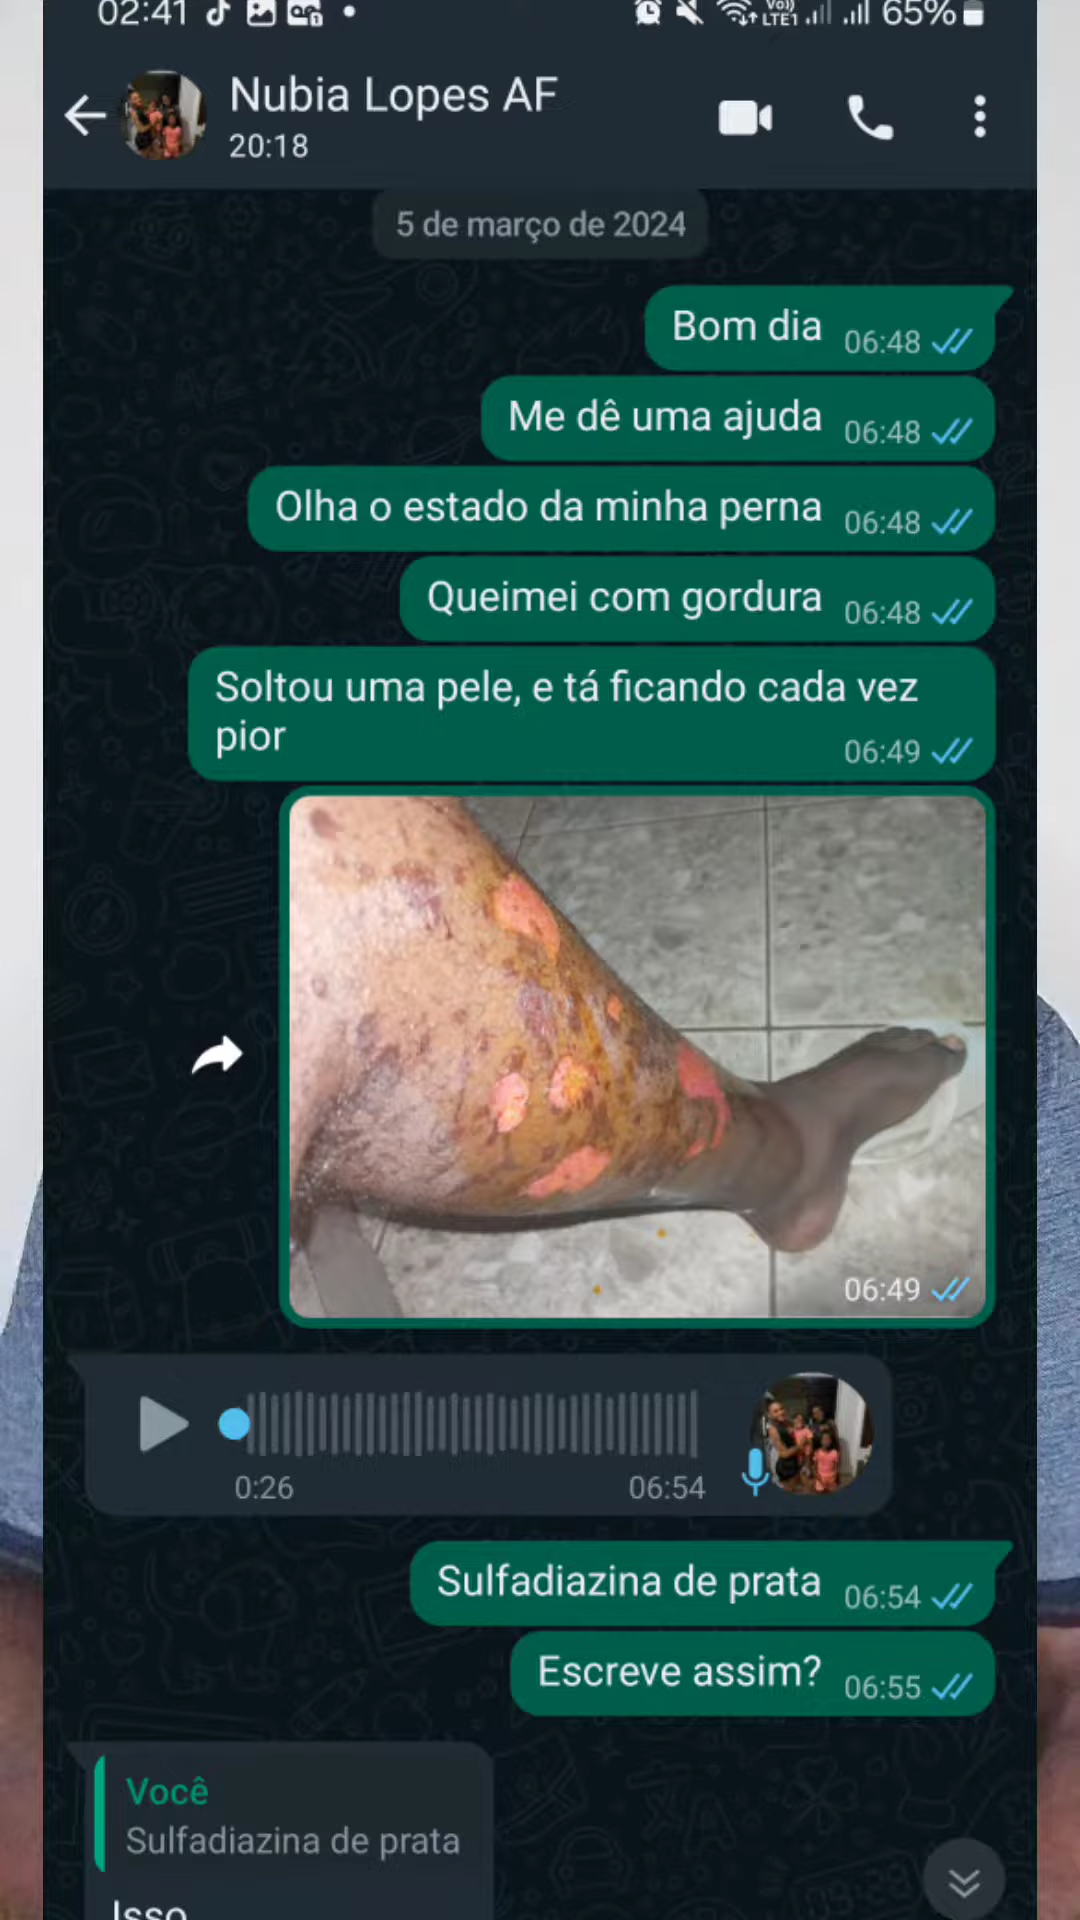 02:41
Vo)) LTE1 65%
Nubia Lopes AF
20:18
5 de março de 2024
Bom dia 06:48
Me dê uma ajuda 06:48
Olha o estado da minha perna 06:48
Queimei com gordura 06:48
Soltou uma pele, e tá ficando cada vez
pior 06:49
06:49
0:26 06:54
Sulfadiazina de prata 06:54
Escreve assim? 06:55
Você
Sulfadiazina de prata
Isso